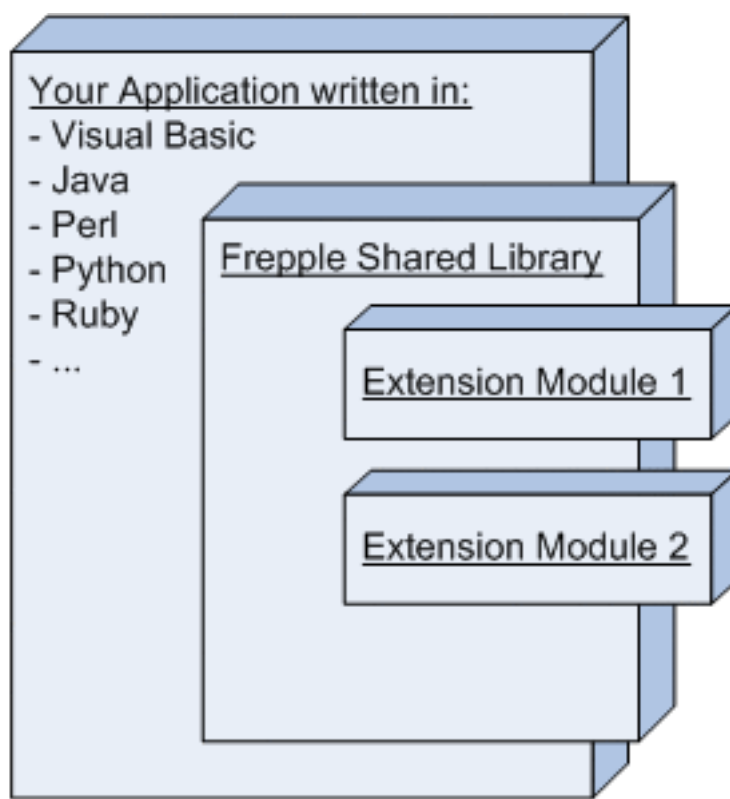 Your Application written in:
- Visual Basic
- Java
- Perl
- Python
- Ruby
- ...
Frepple Shared Library
Extension Module 1
Extension Module 2